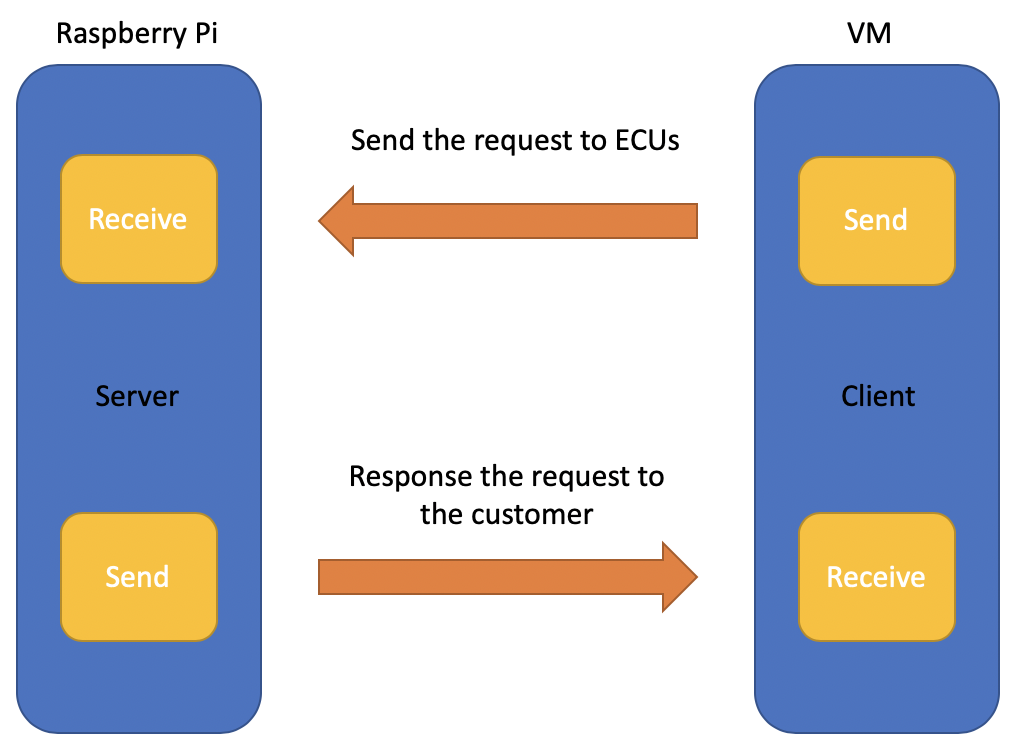 Raspberry Pi
VM
Send the request to ECUs
Receive
Send
Server
Client
Response the request to
the customer
Send
Receive